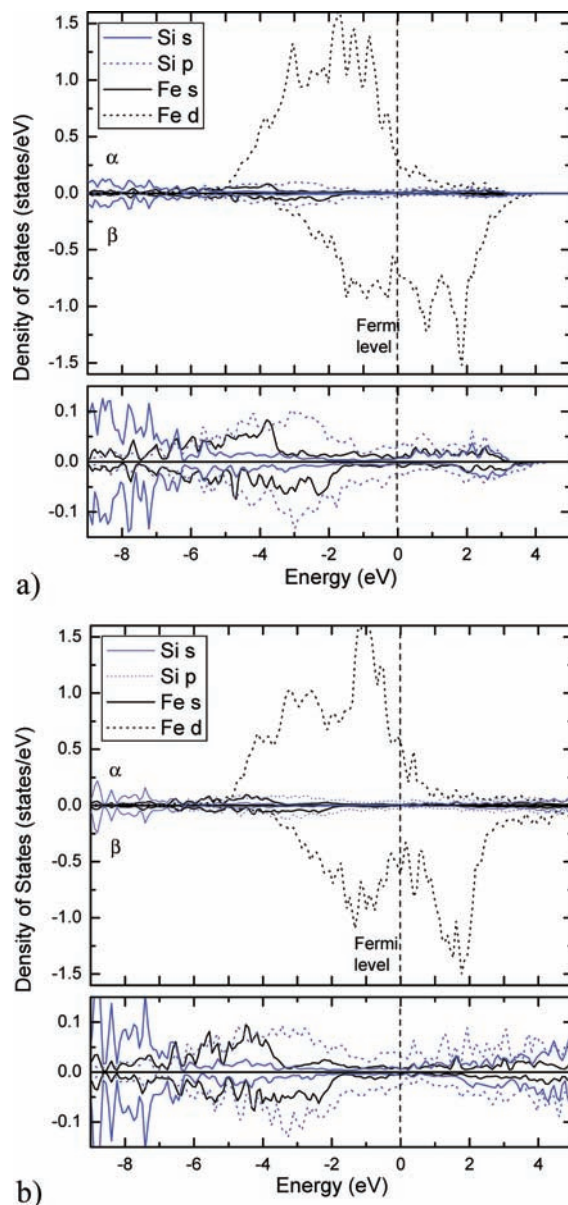 1.5
Si s
Si p
Fe s
Fe d
1.0
0.5
α
0.0
β
-0.5
-1.0
Fermi
level
-1.5
Density of States (states/eV)
0.1
0.0
-0.1
-8 -6 -4 -2 0 2 4
Energy (eV)
a)
1.5
Si s
Si p
Fe s
Fe d
1.0
0.5
α
0.0
β
-0.5
-1.0
Fermi
level
-1.5
Density of States (states/eV)
0.1
0.0
-0.1
-8 -6 -4 -2 0 2 4
Energy (eV)
b)